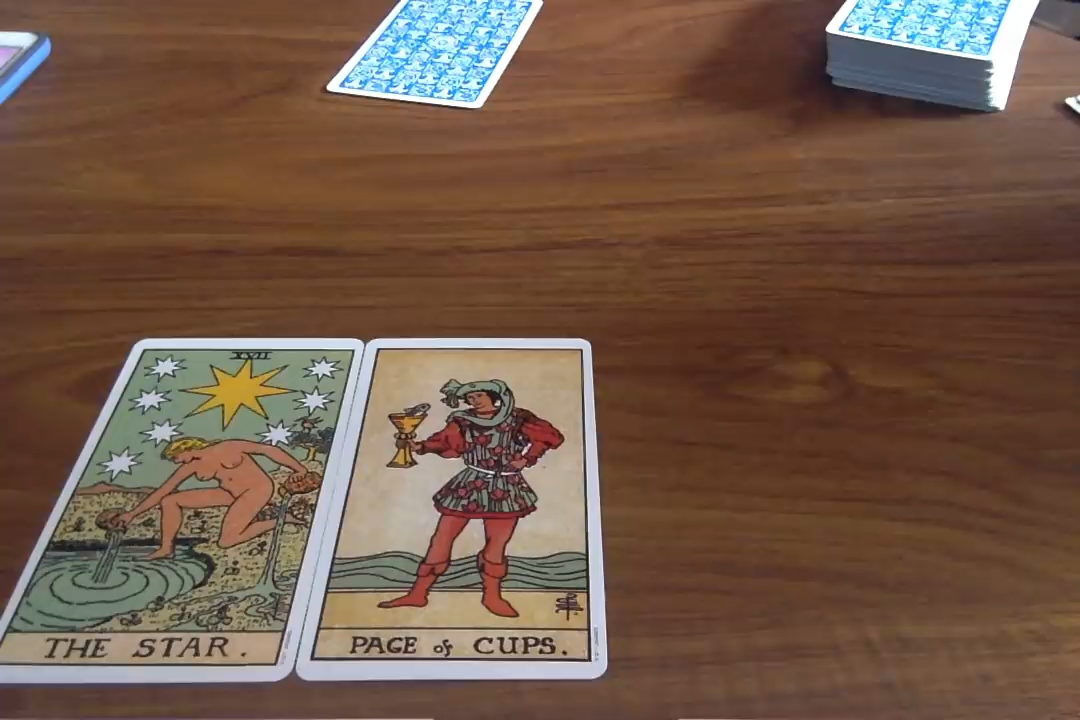 XVII
THE STAR.
PAGE of CUPS.